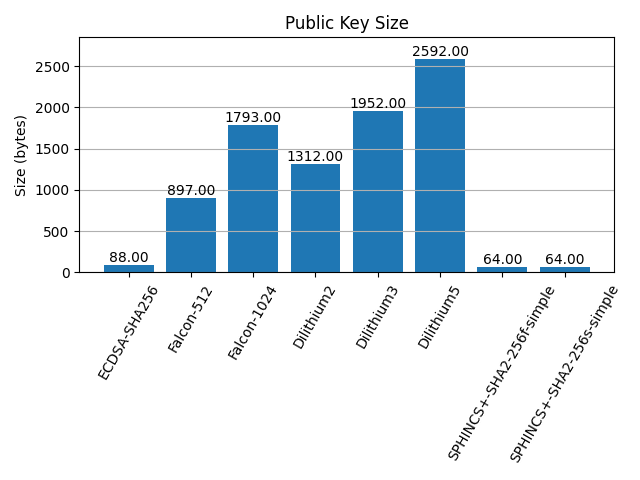 Public Key Size
Size (bytes)
2500
2000
1500
1000
500
0
88.00
897.00
1793.00
1312.00
1952.00
2592.00
64.00
64.00
ECDSA-SHA256
Falcon-512
Falcon-1024
Dilithium2
Dilithium3
Dilithium5
SPHINCS+-SHA2-256f-simple
SPHINCS+-SHA2-256s-simple